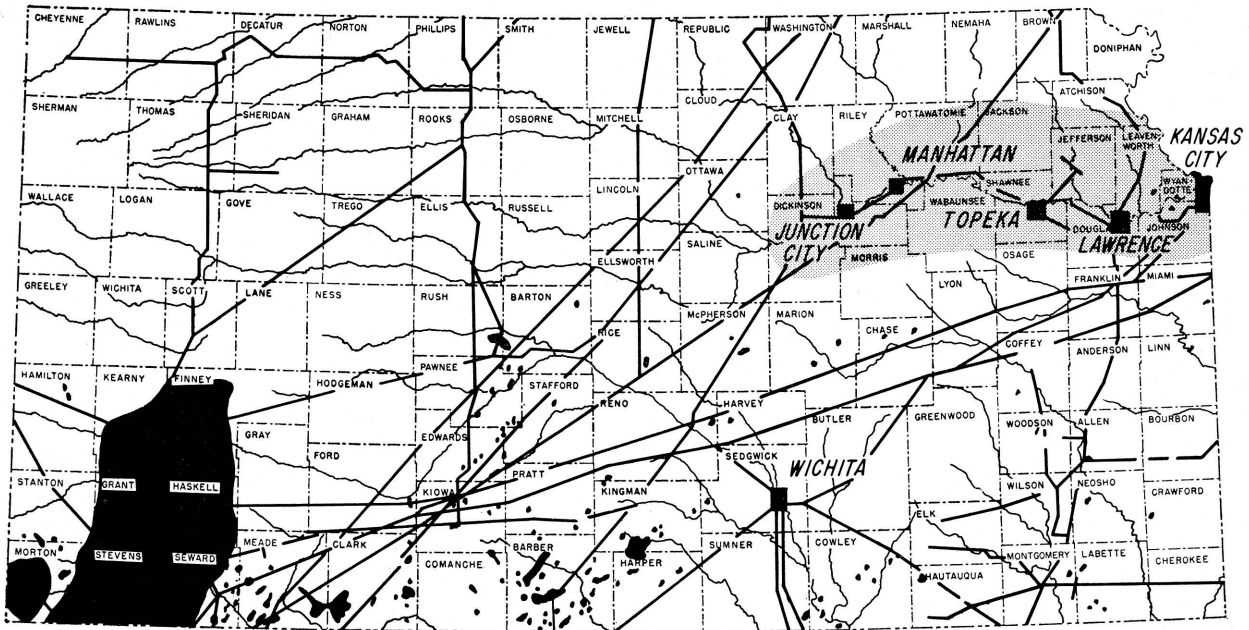 CHEYENNE
RAWLINS
DECATUR
NORTON
PHILLIPS
SMITH
JEWELL
REPUBLIC
WASHINGTON
MARSHALL
NEMAHA
BROWN
DONIPHAN
ATCHISON
SHERMAN
THOMAS
SHERIDAN
GRAHAM
ROOKS
OSBORNE
MITCHELL
CLOUD
CLAY
RILEY
POTTAWATOMIE
JACKSON
JEFFERSON
LEAVEN
WORTH
KANSAS
CITY
MANHATTAN
OTTAWA
LINCOLN
WYAN-
DOTTE
SHAWNEE
WABAUNSEE
WALLACE
LOGAN
GOVE
TREGO
ELLIS
RUSSELL
DICKINSON
SALINE
JUNCTION
CITY
TOPEKA
DOUGL
JOHNSON
LAWRENCE
ELLSWORTH
MORRIS
OSAGE
GREELEY
WICHITA
SCOTT
LANE
NESS
RUSH
BARTON
RICE
McPHERSON
MARION
CHASE
LYON
FRANKLIN
MIAMI
COFFEY
ANDERSON
LINN
HAMILTON
KEARNY
FINNEY
HODGEMAN
PAWNEE
STAFFORD
RENO
HARVEY
BUTLER
GREENWOOD
WOODSON
ALLEN
BOURBON
GRAY
FORD
EDWARDS
KIOWA
PRATT
KINGMAN
SEDGWICK
WICHITA
STANTON
GRANT
HASKELL
ELK
WILSON
NEOSHO
CRAWFORD
MORTON
STEVENS
SEWARD
MEADE
CLARK
COMANCHE
BARBER
HARPER
SUMNER
COWLEY
HAUTAUQUA
MONTGOMERY
LABETTE
CHEROKEE